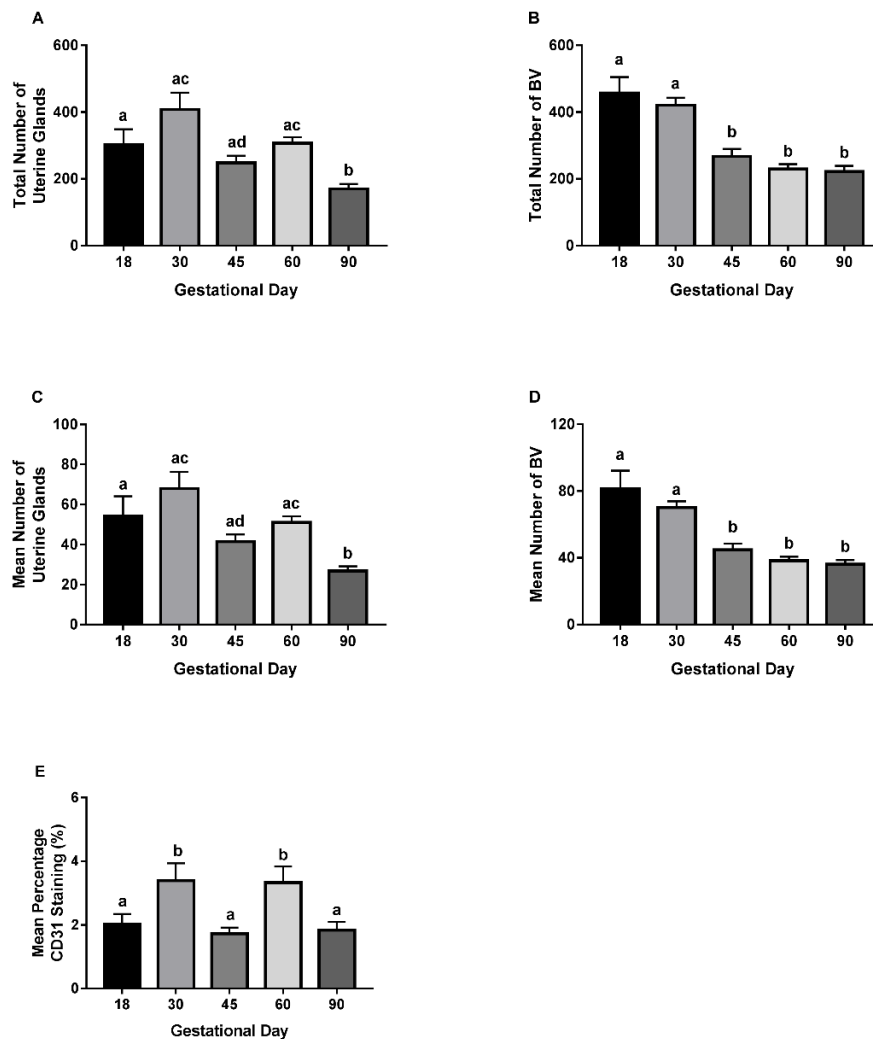 A
Total Number of
Uterine Glands
600
400
200
0
a
ac
ad
ac
b
18 30 45 60 90
Gestational Day
B
Total Number of BV
600
400
200
0
a
a
b
b
b
18 30 45 60 90
Gestational Day
C
Mean Number of
Uterine Glands
100
80
60
40
20
0
a
ac
ad
ac
b
18 30 45 60 90
Gestational Day
D
Mean Number of BV
120
80
40
0
a
a
b
b
b
18 30 45 60 90
Gestational Day
E
Mean Percentage
CD31 Staining (%)
6
4
2
0
a
b
a
b
a
18 30 45 60 90
Gestational Day